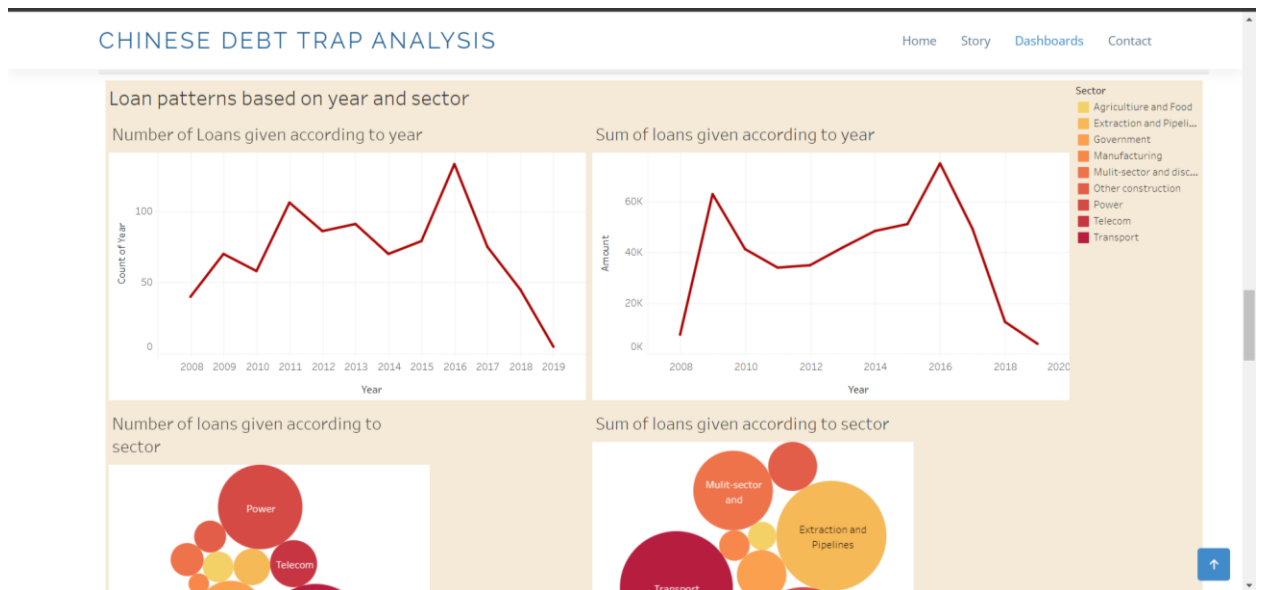 CHINESE DEBT TRAP ANALYSIS
Home Story Dashboards Contact
Loan patterns based on year and sector
Number of Loans given according to year
100
50
0
Count of Year
2008 2009 2010 2011 2012 2013 2014 2015 2016 2017 2018 2019
Year
Sum of loans given according to year
60K
40K
20K
0K
Amount
2008 2010 2012 2014 2016 2018 2020
Year
Sector
Agricultiure and Food
Extraction and Pipeli...
Government
Manufacturing
Mulit-sector and disc...
Other construction
Power
Telecom
Transport
Number of loans given according to
sector
Power
Telecom
Sum of loans given according to sector
Mulit-sector
and
Extraction and
Pipelines
Transport